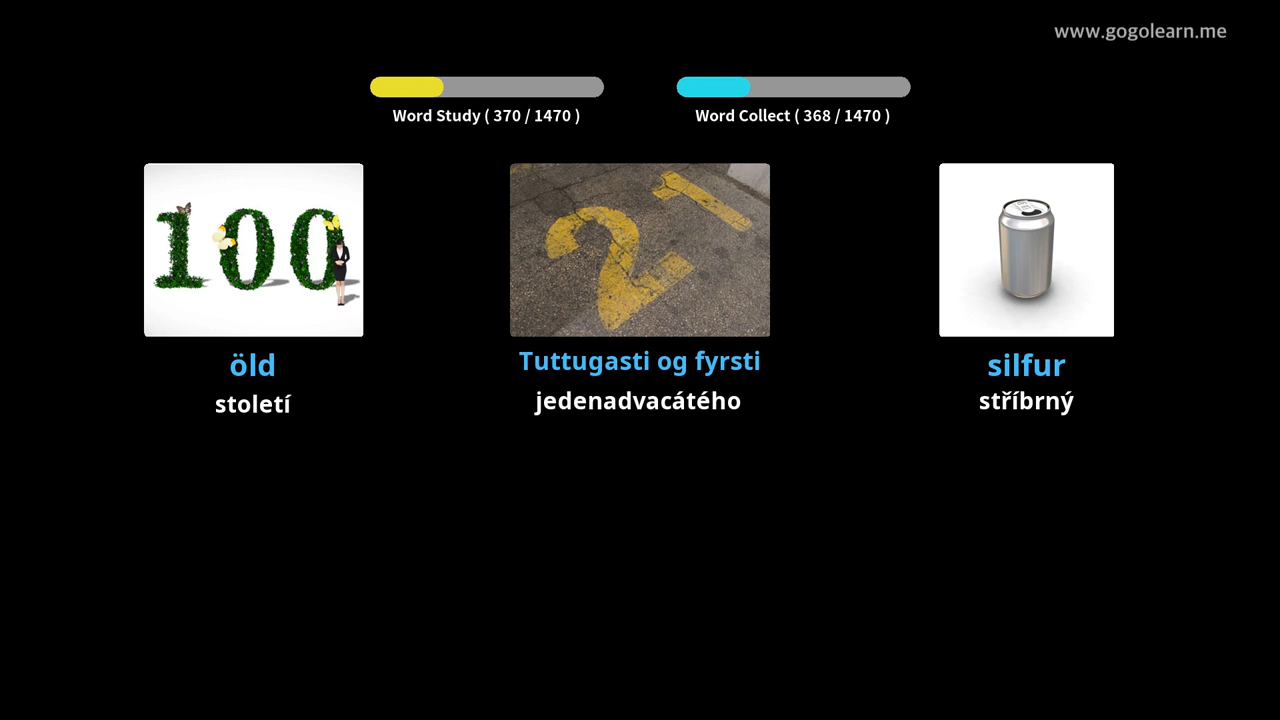 www.gogolearn.me
Word Study ( 370 / 1470 )
Word Collect ( 368 / 1470 )
100
21
öld
Tuttugasti og fyrsti
silfur
století
jedenadvacátého
stříbrný